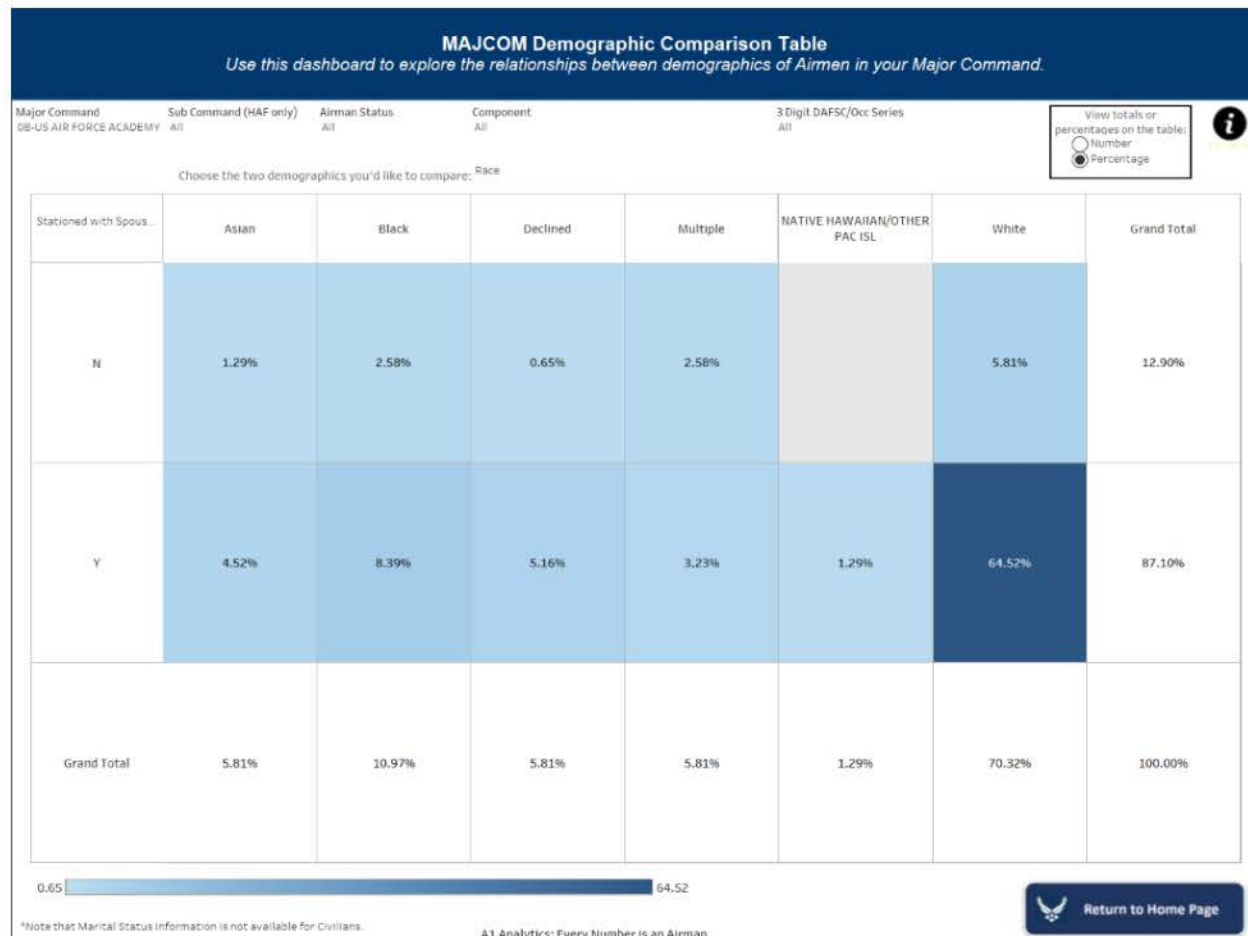 MAJCOM Demographic Comparison Table
Use this dashboard to explore the relationships between demographics of Airmen in your Major Command.
Major Command Sub Command (HAF only) Airman Status Component 3 Digit DAFSC/Occ Series
0B-US AIR FORCE ACADEMY All All All All
View totals or
percentages on the table:
Number
Percentage
i
Choose the two demographics you'd like to compare: Race
Stationed with Spous... Asian Black Declined Multiple NATIVE HAWAIIAN/OTHER PAC ISL White Grand Total
N 1.29% 2.58% 0.65% 2.58% 5.81% 12.90%
Y 4.52% 8.39% 5.16% 3.23% 1.29% 64.52% 87.10%
Grand Total 5.81% 10.97% 5.81% 5.81% 1.29% 70.32% 100.00%
0.65 64.52
Return to Home Page
*Note that Marital Status Information is not available for Civilians.
A1 Analytics: Every Number is an Airman